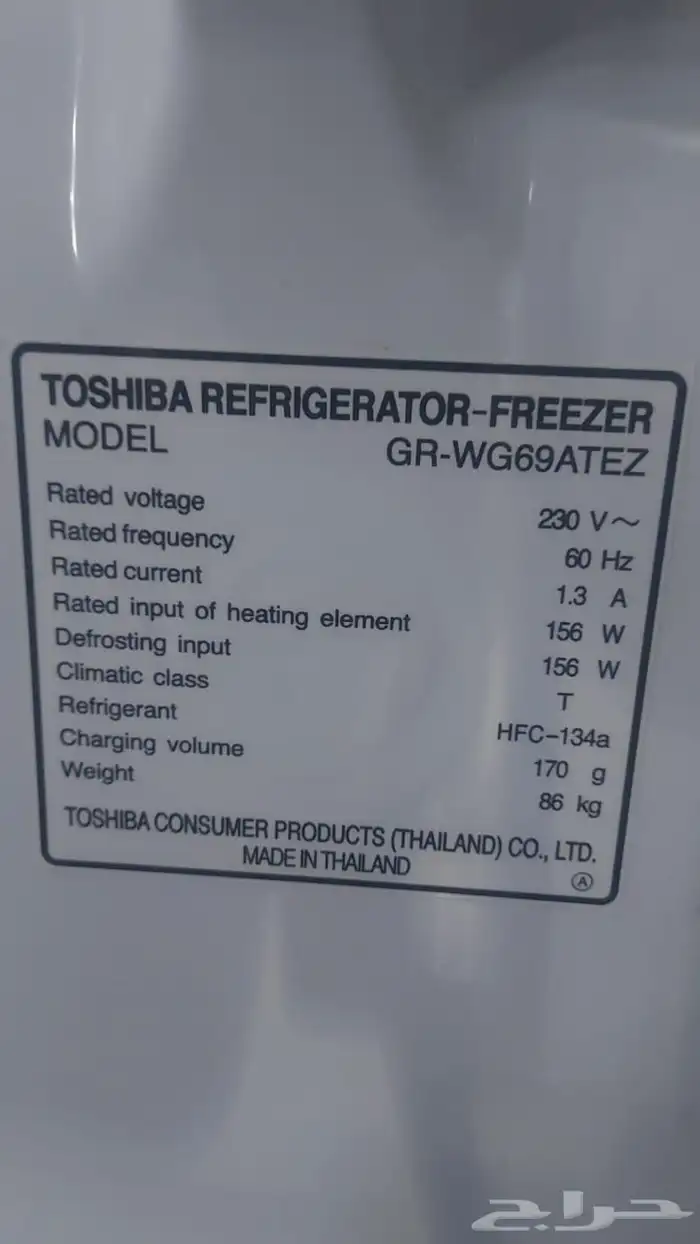 TOSHIBA REFRIGERATOR-FREEZER
MODEL GR-WG69ATEZ
Rated voltage 230 V~
Rated frequency 60 Hz
Rated current 1.3 A
Rated input of heating element 156 W
Defrosting input 156 W
Climatic class T
Refrigerant HFC-134a
Charging volume 170 g
Weight 86 kg
TOSHIBA CONSUMER PRODUCTS (THAILAND) CO., LTD.
MADE IN THAILAND
Ⓐ
حراج